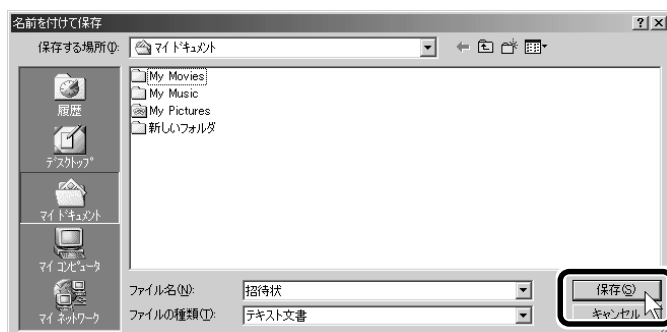 名前を付けて保存
保存する場所(I):
マイ ドキュメント
履歴
デスクトップ
マイ ドキュメント
マイ コンピュータ
マイ ネットワーク
My Movies
My Music
My Pictures
新しいフォルダ
ファイル名(N):
招待状
保存(S)
ファイルの種類(T):
テキスト文書
キャンセル